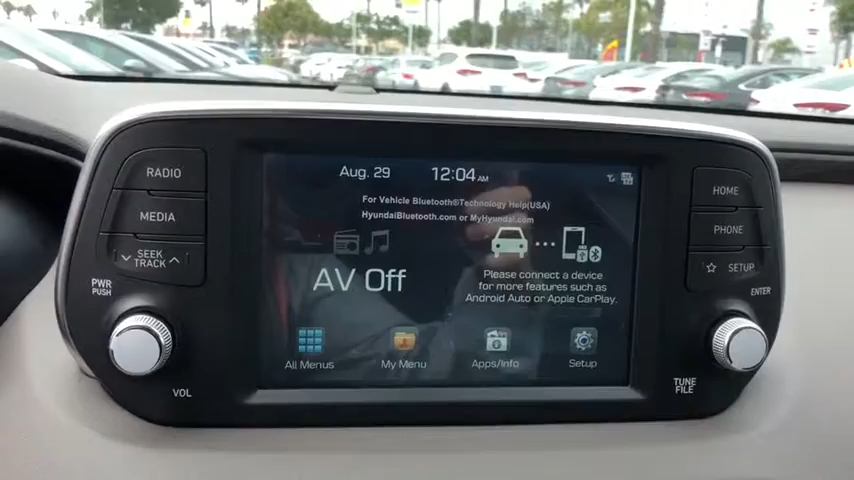 Aug. 29 12:04 AM
For Vehicle Bluetooth®Technology Help(USA)
HyundaiBluetooth.com or MyHyundai.com
AV Off
Please connect a device
for more features such as
Android Auto or Apple CarPlay.
All Menus My Menu Apps/Info Setup
RADIO
MEDIA
SEEK
TRACK
PWR
PUSH
VOL
HOME
PHONE
SETUP
ENTER
TUNE
FILE